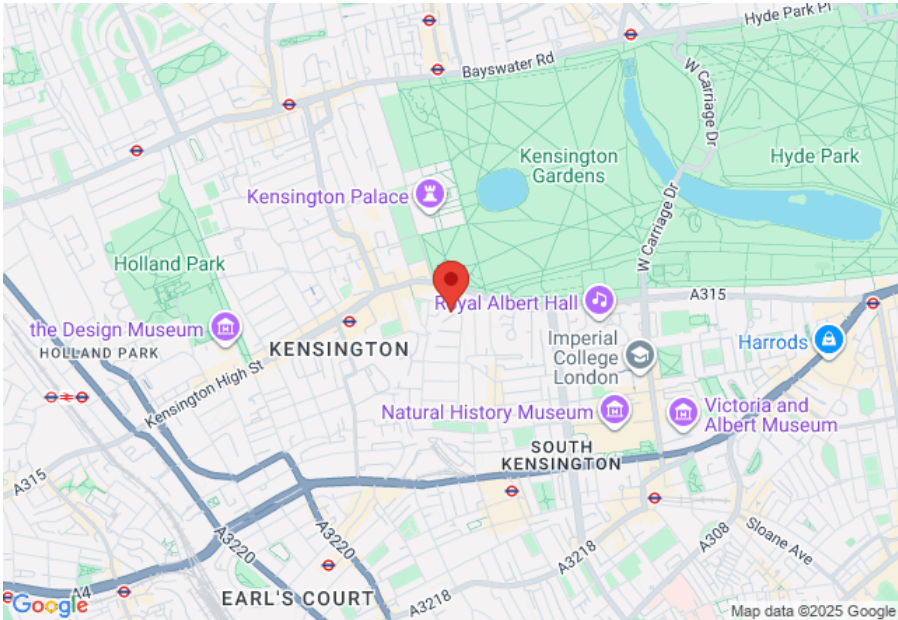 Hyde Park Pl
Bayswater Rd
W Carriage Dr
Kensington
Gardens
Hyde Park
Kensington Palace
W Carriage Dr
Holland Park
Royal Albert Hall
A315
the Design Museum
HOLLAND PARK
KENSINGTON
Imperial
College
London
Harrods
Kensington High St
Natural History Museum
Victoria and
Albert Museum
SOUTH
KENSINGTON
A315
A3220
A3220
A308
Sloane Ave
A3218
A4
EARL'S COURT
A3218
Google
Map data ©2025 Google